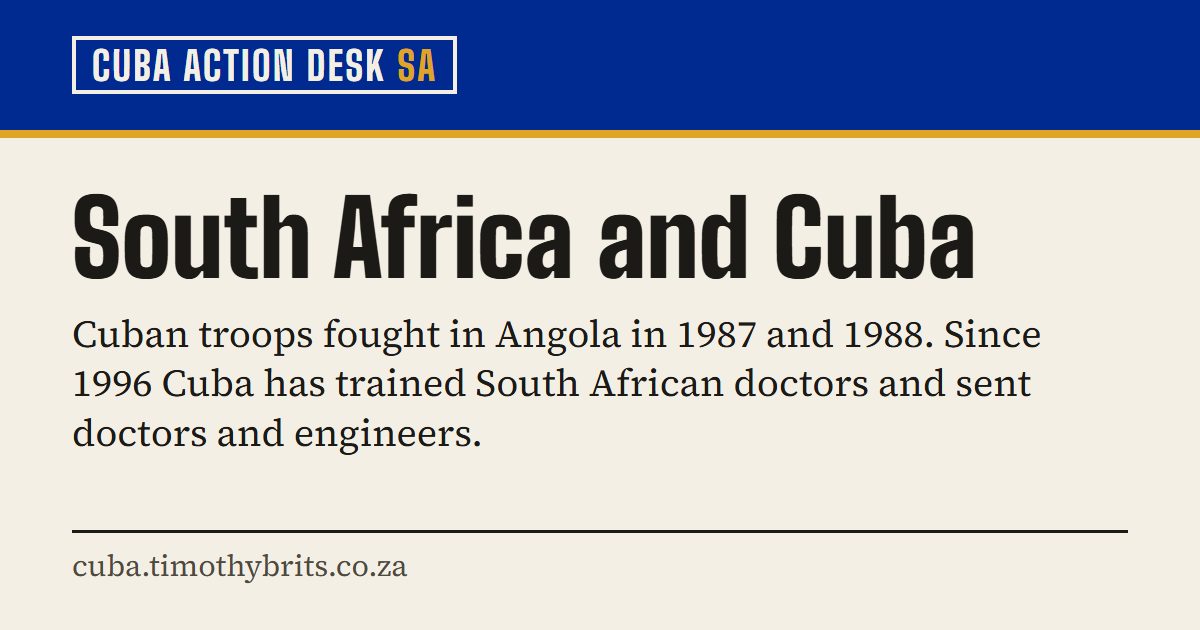 CUBA ACTION DESK SA
South Africa and Cuba
Cuban troops fought in Angola in 1987 and 1988. Since
1996 Cuba has trained South African doctors and sent
doctors and engineers.
cuba.timothybrits.co.za